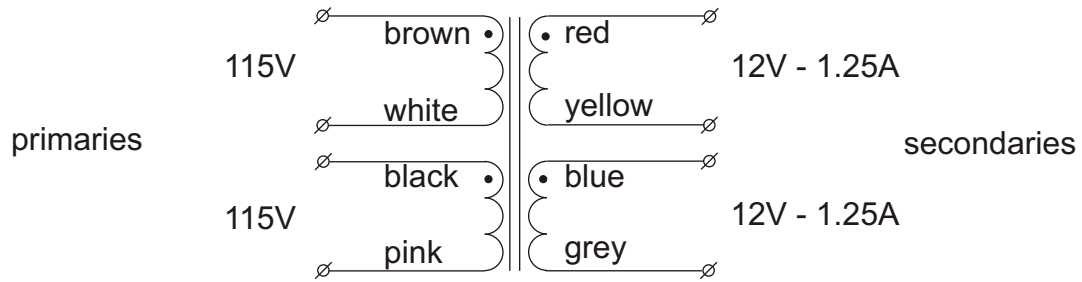 brown
red
115V
12V - 1.25A
white
yellow
primaries
secondaries
black
blue
115V
12V - 1.25A
pink
grey